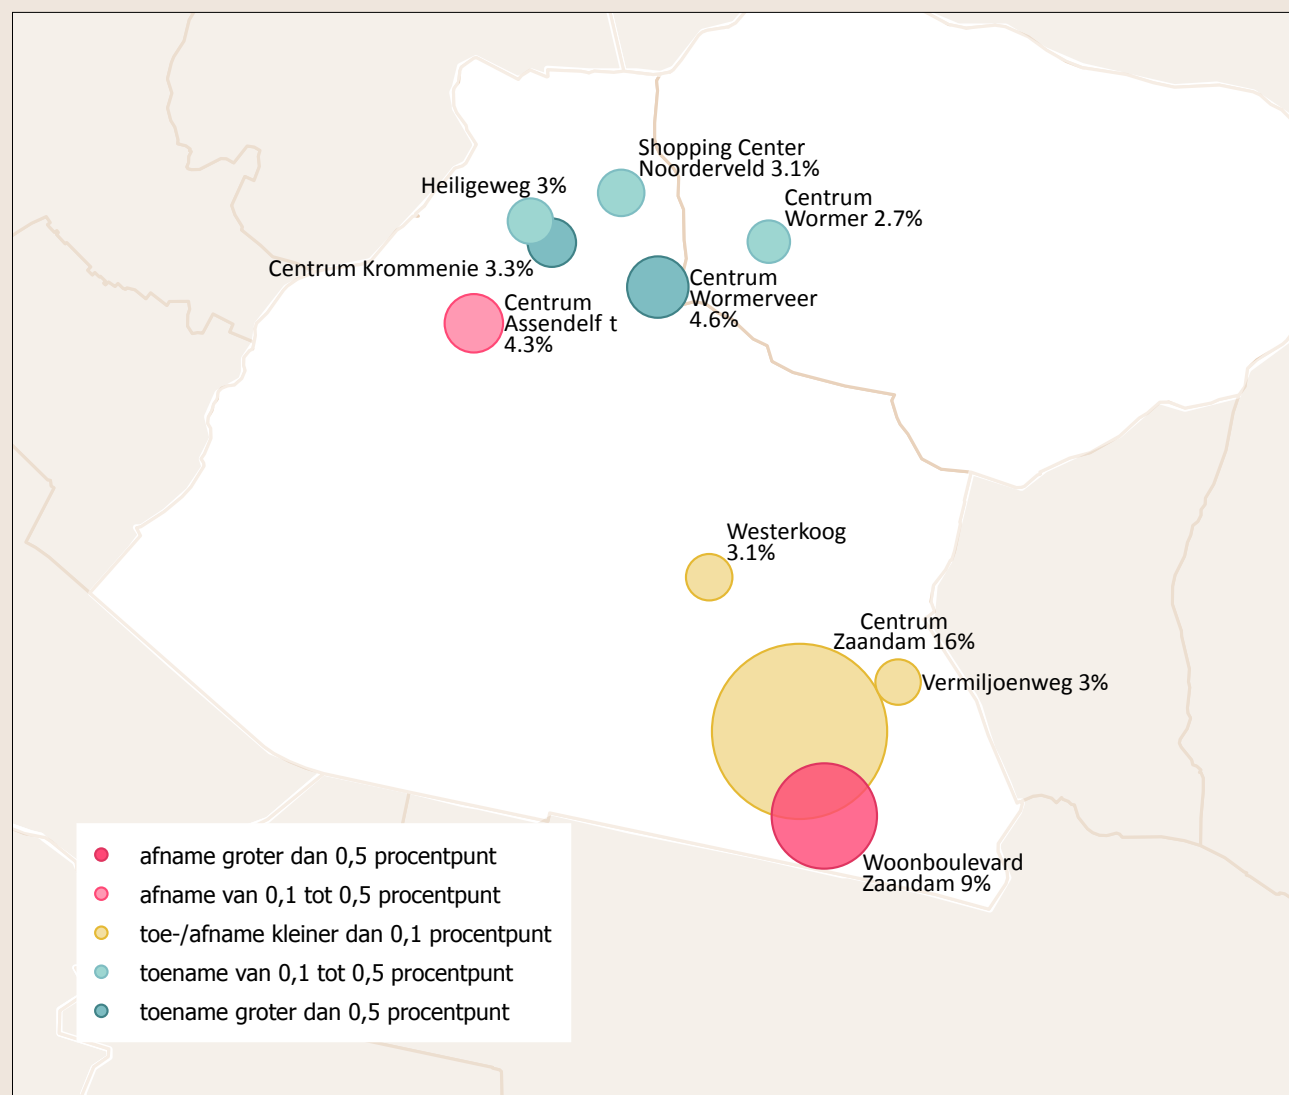 Shopping Center
Noorderveld 3.1%
Heiligeweg 3%
Centrum
Wormer 2.7%
Centrum Krommenie 3.3%
Centrum
Wormerveer
4.6%
Centrum
Assendelf t
4.3%
Westerkoog
3.1%
Centrum
Zaandam 16%
Vermiljoenweg 3%
Woonboulevard
Zaandam 9%
afname groter dan 0,5 procentpunt
afname van 0,1 tot 0,5 procentpunt
toe-/afname kleiner dan 0,1 procentpunt
toename van 0,1 tot 0,5 procentpunt
toename groter dan 0,5 procentpunt